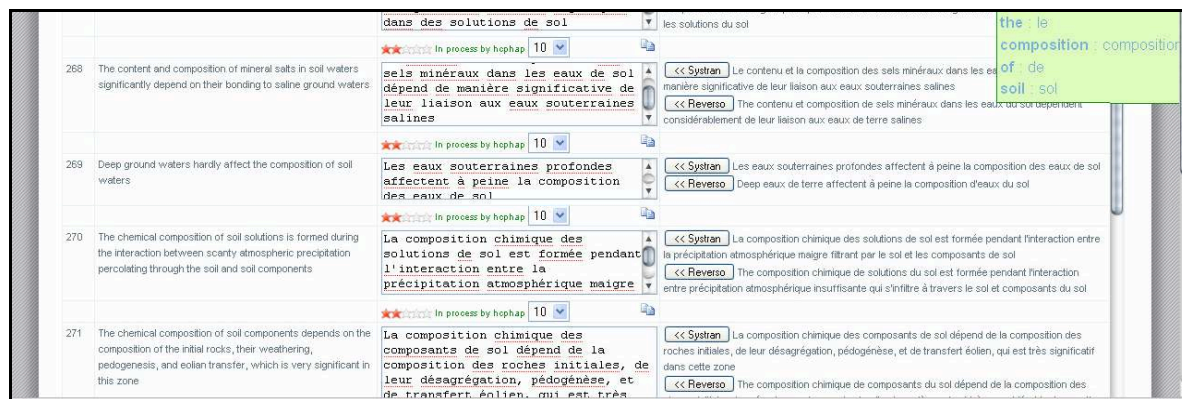 dans des solutions de sol
les solutions du sol
the : le
composition : composition
of : de
soil : sol
In process by hophap 10
268
The content and composition of mineral salts in soil waters
significantly depend on their bonding to saline ground waters
sels minéraux dans les eaux de sol
dépend de manière significative de
leur liaison aux eaux souterraines
salines
<< Systran Le contenu et la composition des sels minéraux dans les
manière significative de leur liaison aux eaux souterraines salines
<< Reverso The contenu et composition de sels minéraux dans les eaux du sol dépendent
considérablement de leur liaison aux eaux de terre salines
In process by hophap 10
269
Deep ground waters hardly affect the composition of soil
waters
Les eaux souterraines profondes
affectent à peine la composition
des eaux de sol
<< Systran Les eaux souterraines profondes affectent à peine la composition des eaux de sol
<< Reverso Deep eaux de terre affectent à peine la composition d'eaux du sol
In process by hophap 10
270
The chemical composition of soil solutions is formed during
the interaction between scanty atmospheric precipitation
percolating through the soil and soil components
La composition chimique des
solutions de sol est formée pendant
l'interaction entre la
précipitation atmosphérique maigre
<< Systran La composition chimique des solutions de sol est formée pendant l'interaction entre
la précipitation atmosphérique maigre filtrant par le sol et les composants de sol
<< Reverso The composition chimique de solutions du sol est formée pendant l'interaction
entre précipitation atmosphérique insuffisante qui s'infiltre à travers le sol et composants du sol
In process by hophap 10
271
The chemical composition of soil components depends on the
composition of the initial rocks, their weathering,
pedogenesis, and eolian transfer, which is very significant in
this zone
La composition chimique des
composants de sol dépend de la
composition des roches initiales, de
leur désagrégation, pédogénèse, et
de transfert éolien, qui est très
<< Systran La composition chimique des composants de sol dépend de la composition des
roches initiales, de leur désagrégation, pédogénèse, et de transfert éolien, qui est très significatif
dans cette zone
<< Reverso The composition chimique de composants du sol dépend de la composition des